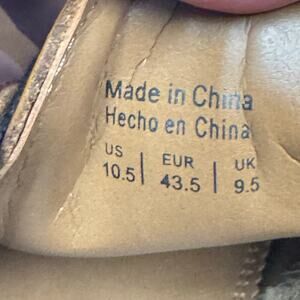 Made in China
Hecho en China
US | EUR | UK
10.5 | 43.5 | 9.5